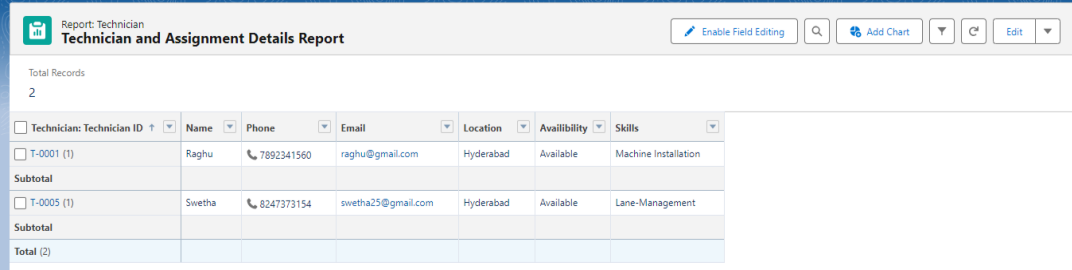 Report: Technician
Technician and Assignment Details Report
Enable Field Editing
Add Chart
Edit
Total Records
2
Technician: Technician ID ↑ Name Phone Email Location Availibility Skills
T-0001 (1) Raghu 7892341560 raghu@gmail.com Hyderabad Available Machine Installation
Subtotal
T-0005 (1) Swetha 8247373154 swetha25@gmail.com Hyderabad Available Lane-Management
Subtotal
Total (2)